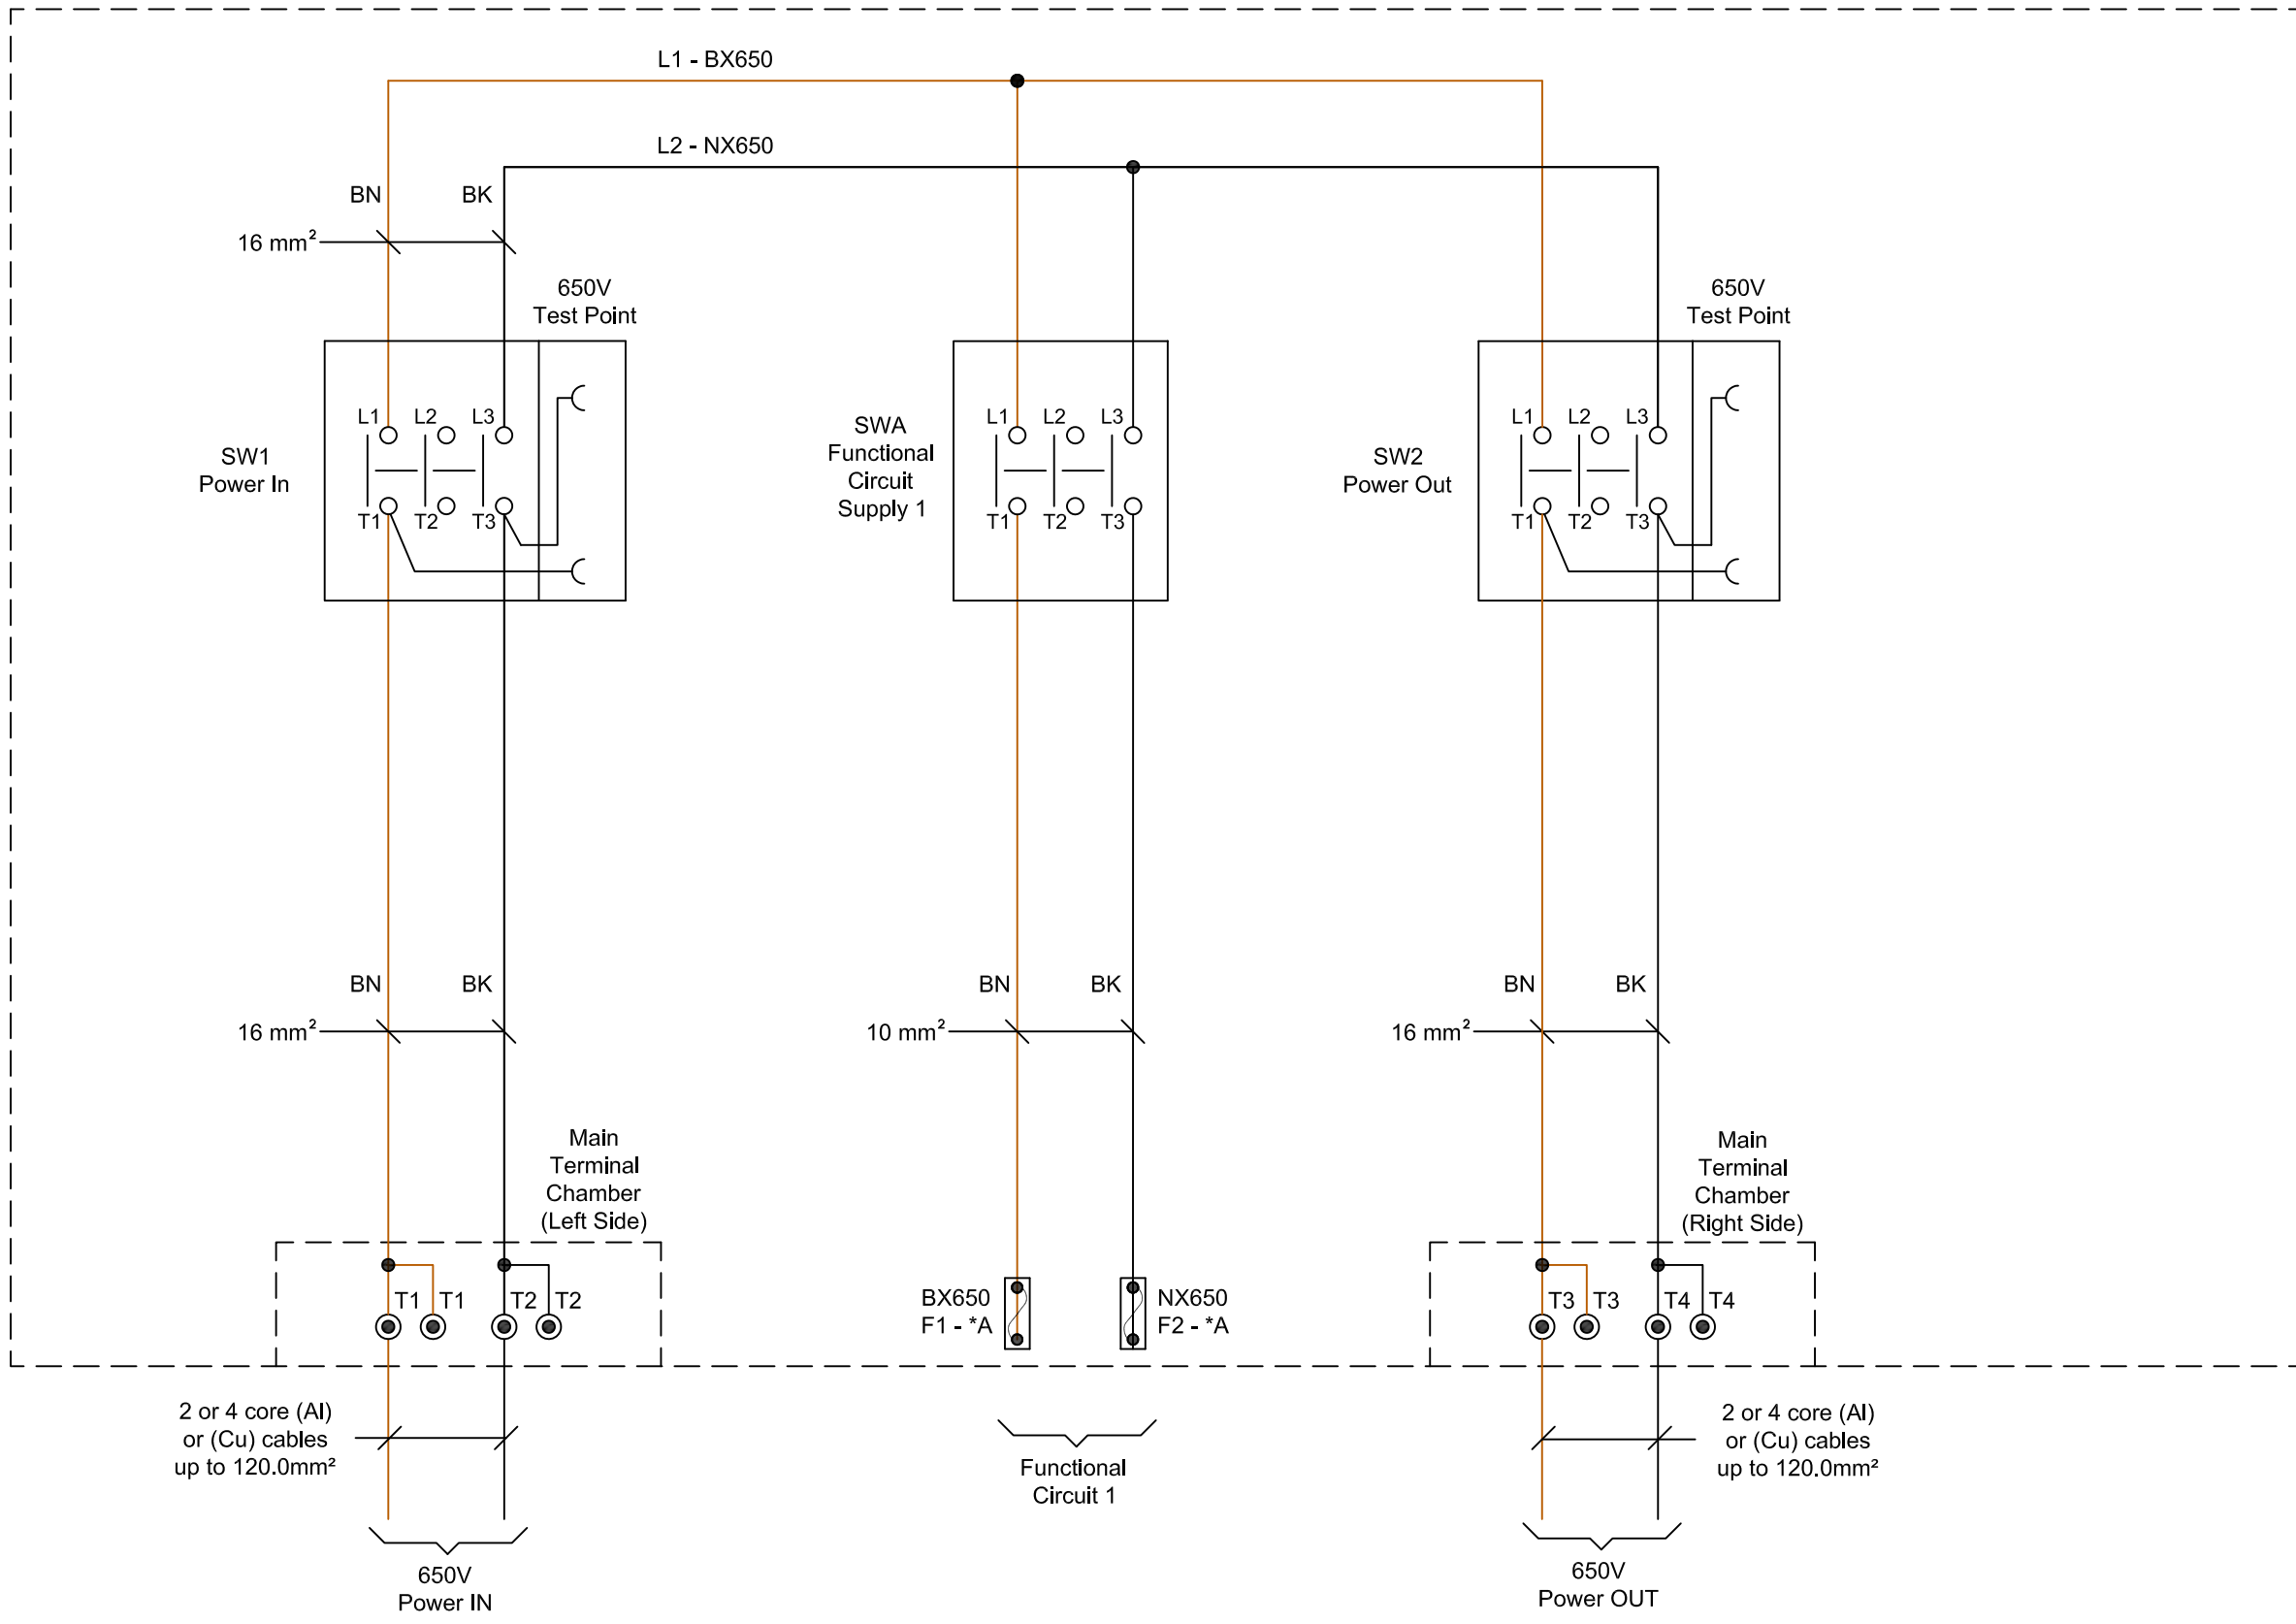 L1 - BX650
L2 - NX650
BN
BK
16 mm²
650V
Test Point
650V
Test Point
L1
L2
L3
SW1
Power In
T1
T2
T3
SWA
Functional
Circuit
Supply 1
L1
L2
L3
T1
T2
T3
SW2
Power Out
L1
L2
L3
T1
T2
T3
BN
BK
16 mm²
BN
BK
10 mm²
BN
BK
16 mm²
Main
Terminal
Chamber
(Left Side)
Main
Terminal
Chamber
(Right Side)
T1
T1
T2
T2
BX650
F1 - *A
NX650
F2 - *A
T3
T3
T4
T4
2 or 4 core (Al)
or (Cu) cables
up to 120.0mm²
Functional
Circuit 1
2 or 4 core (Al)
or (Cu) cables
up to 120.0mm²
650V
Power IN
650V
Power OUT